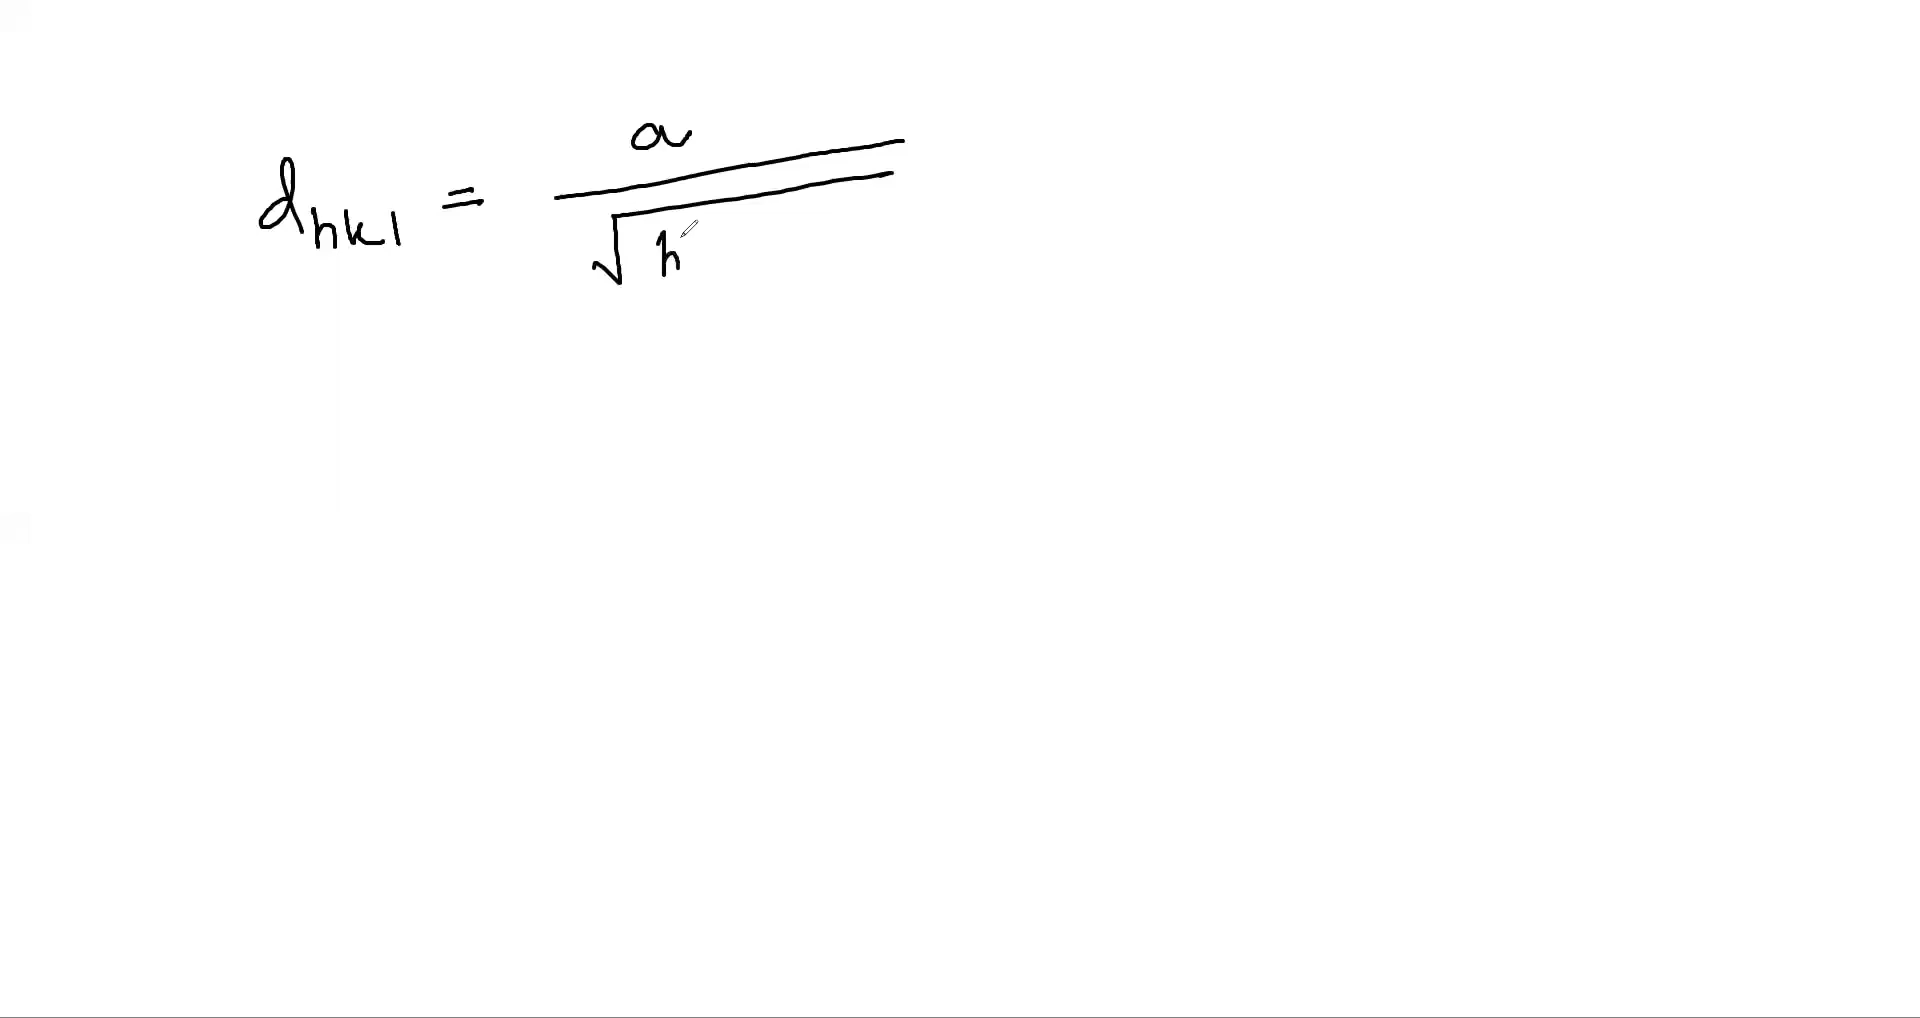 d_hkl = a / √h